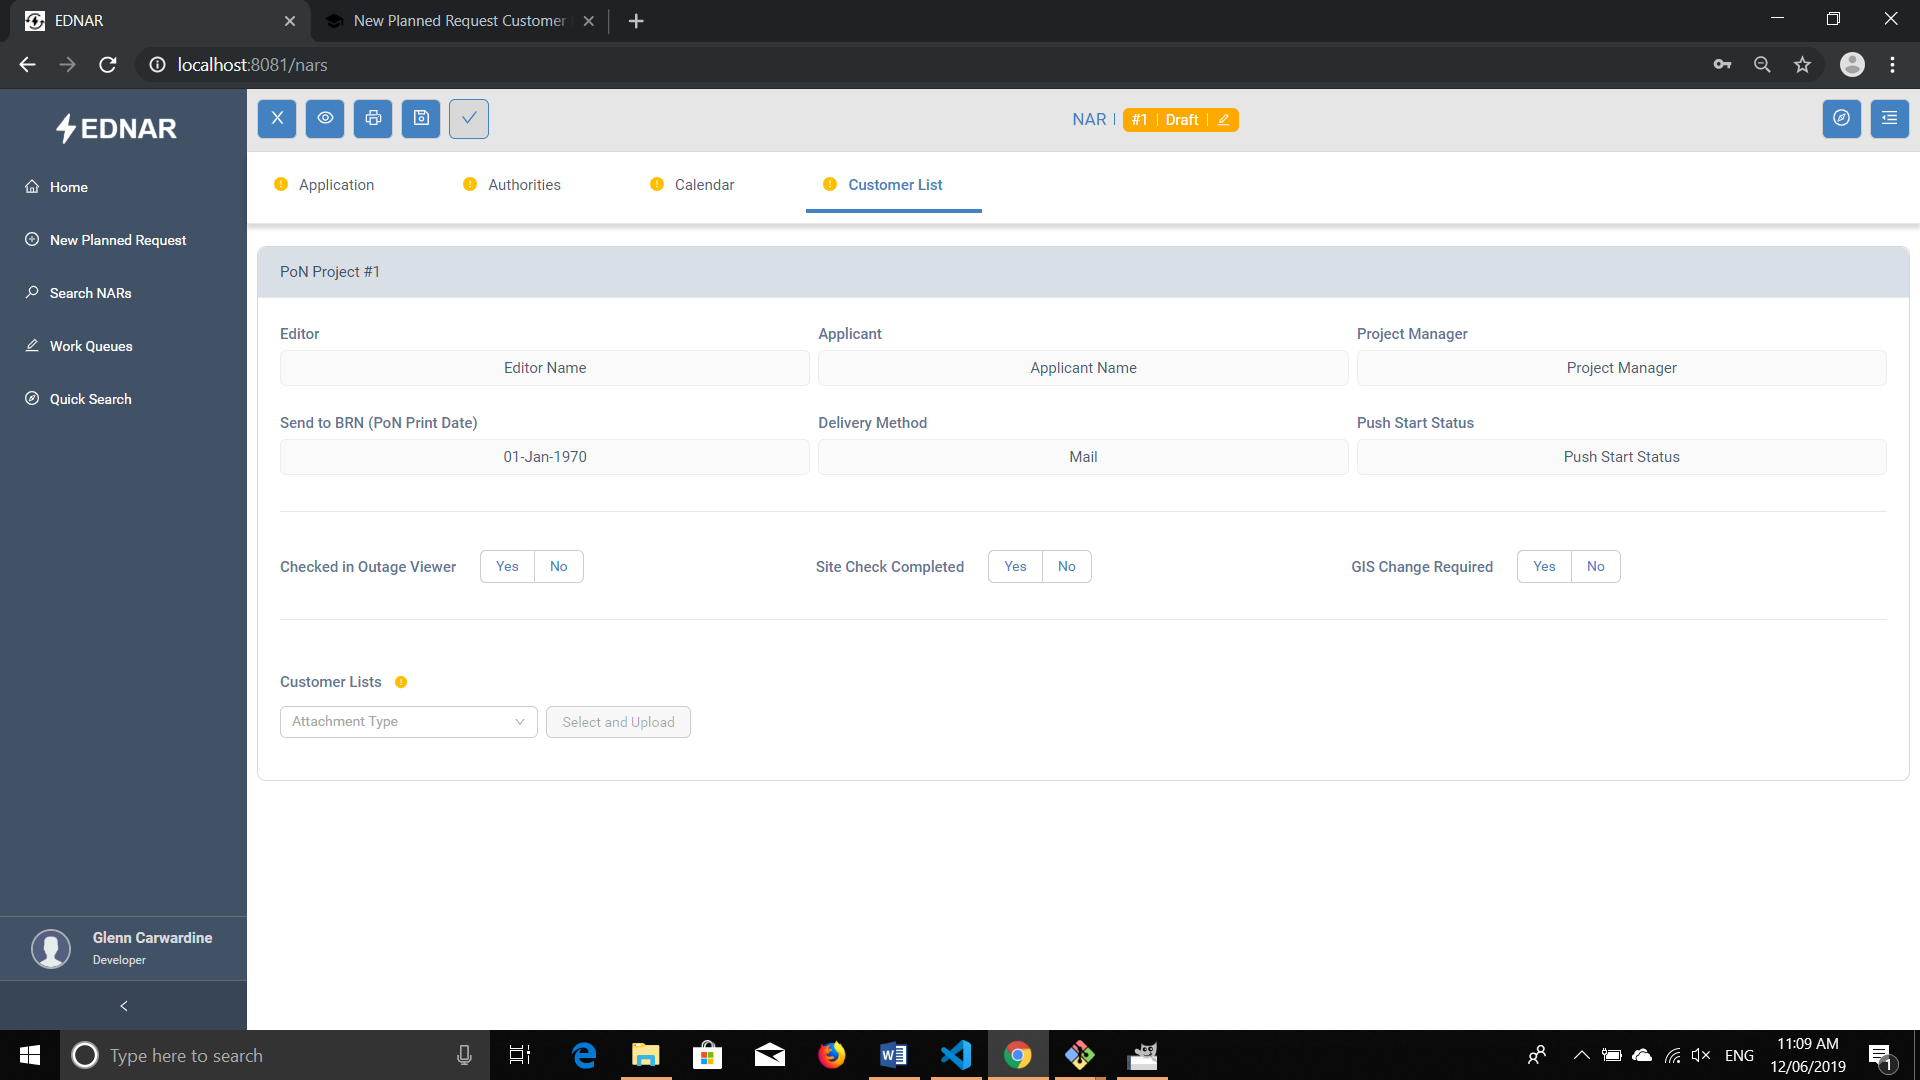 EDNAR
New Planned Request Customer
localhost:8081/nars
EDNAR
NAR
#1
Draft
Home
New Planned Request
Search NARs
Work Queues
Quick Search
Application
Authorities
Calendar
Customer List
PoN Project #1
Editor
Applicant
Project Manager
Editor Name
Applicant Name
Project Manager
Send to BRN (PoN Print Date)
Delivery Method
Push Start Status
01-Jan-1970
Mail
Push Start Status
Checked in Outage Viewer
Yes
No
Site Check Completed
Yes
No
GIS Change Required
Yes
No
Customer Lists
Attachment Type
Select and Upload
Glenn Carwardine
Developer
Type here to search
ENG
11:09 AM
12/06/2019
1